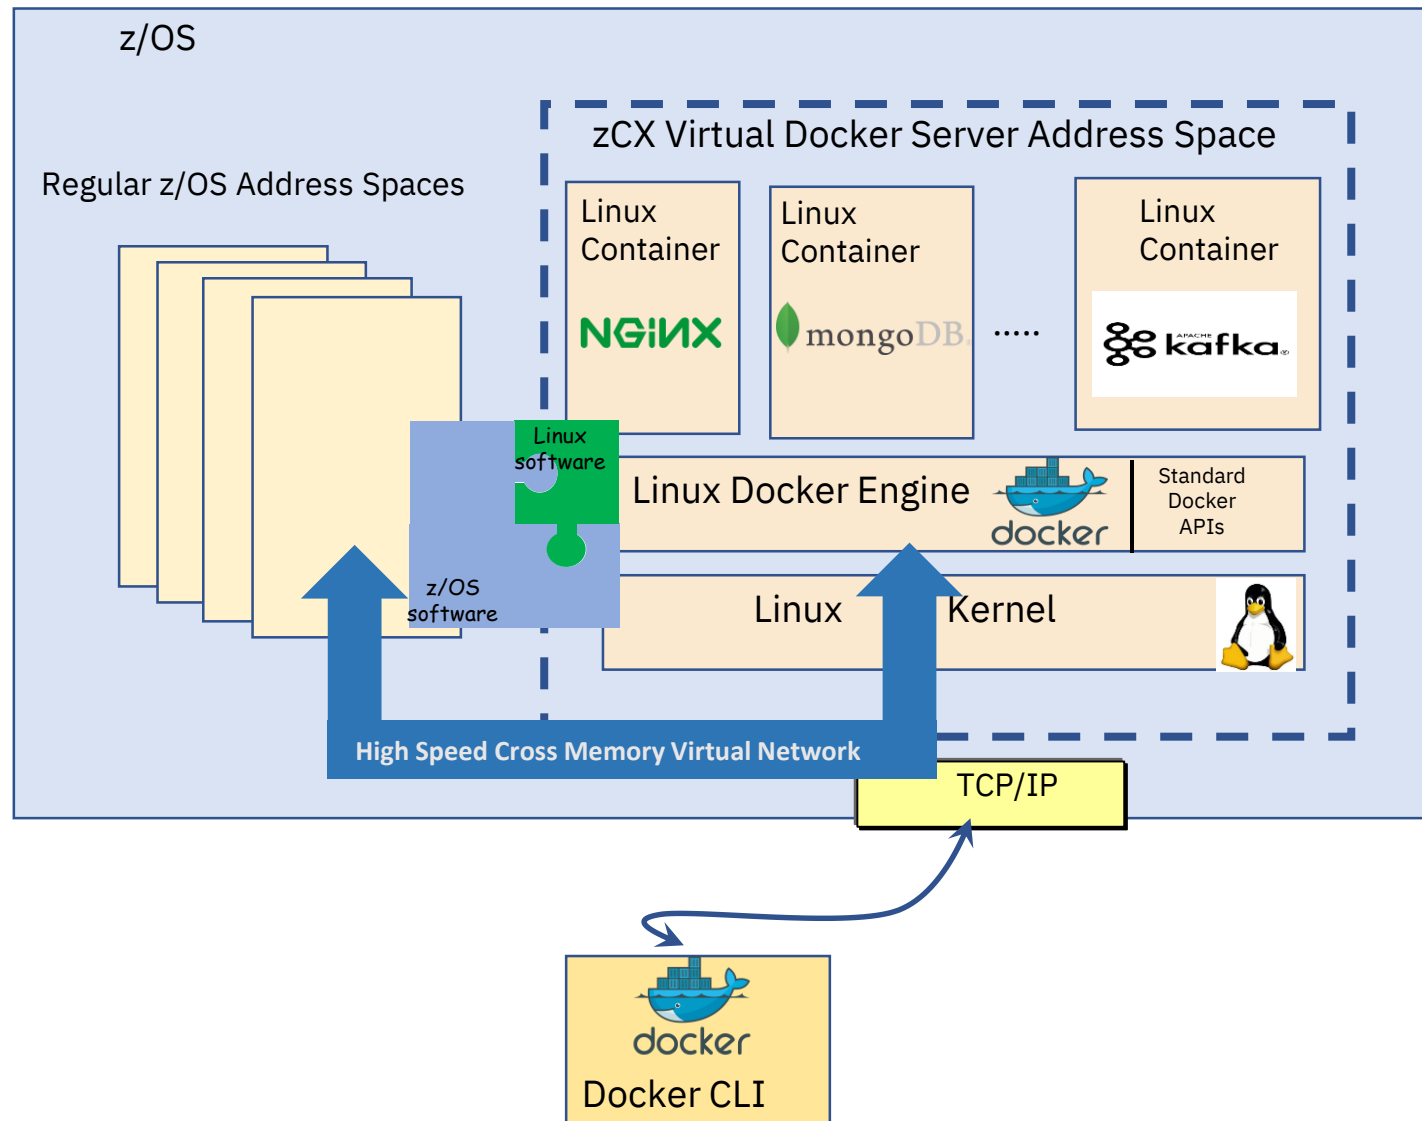 z/OS
zCX Virtual Docker Server Address Space
Regular z/OS Address Spaces
Linux
Container
NGINX
Linux
Container
mongoDB.
.....
Linux
Container
APACHE
kafka®
Linux
software
z/OS
software
Linux Docker Engine
docker
Standard
Docker
APIs
Linux Kernel
High Speed Cross Memory Virtual Network
TCP/IP
docker
Docker CLI